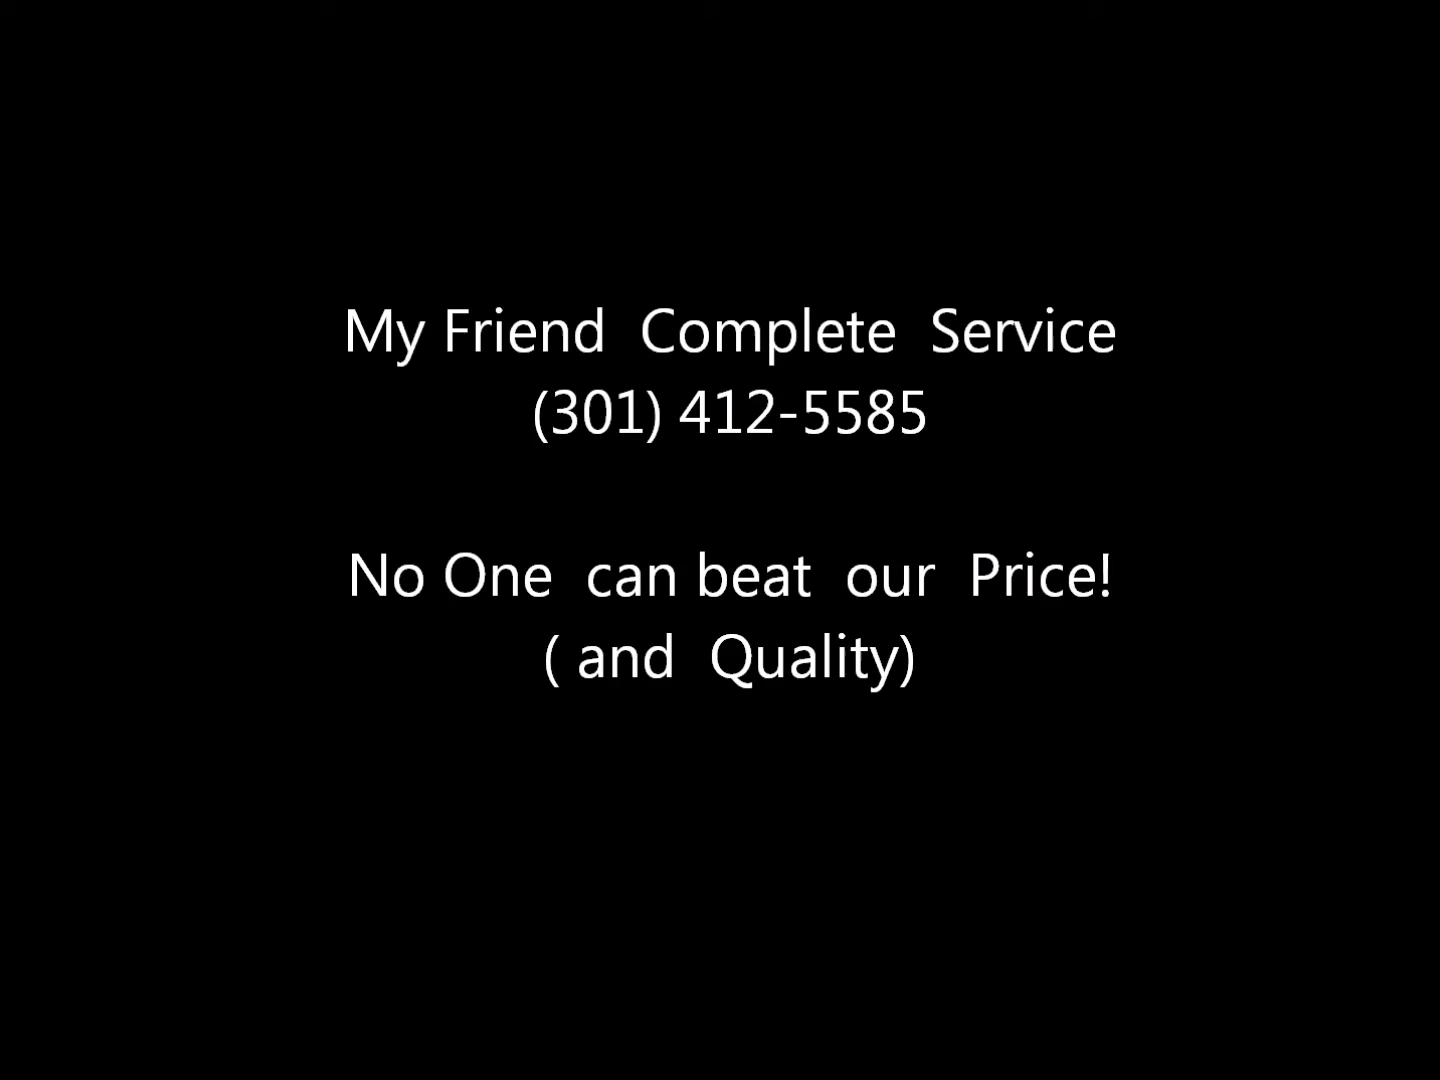 My Friend  Complete  Service
(301) 412-5585
No One  can beat  our  Price!
( and  Quality)